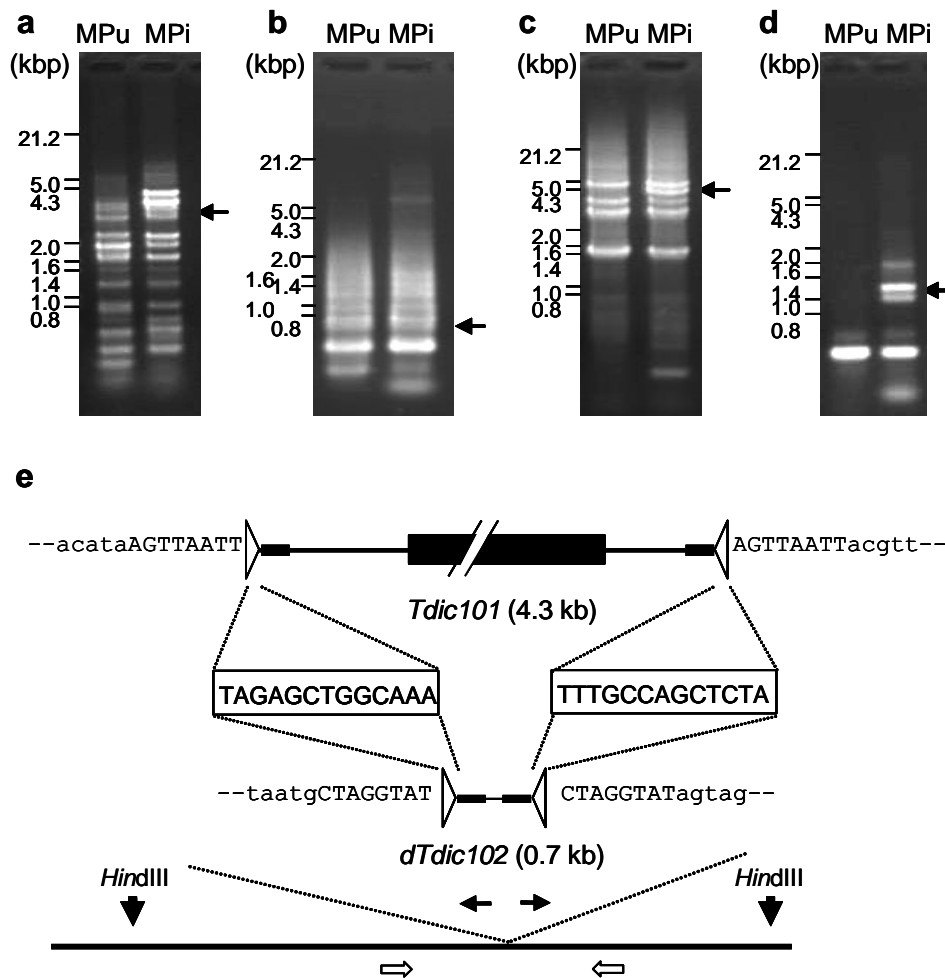 a
MPu MPi
(kbp)
21.2
5.0
4.3
2.0
1.6
1.4
1.0
0.8
b
MPu MPi
(kbp)
21.2
5.0
4.3
2.0
1.6
1.4
1.0
0.8
c
MPu MPi
(kbp)
21.2
5.0
4.3
2.0
1.6
1.4
1.0
0.8
d
MPu MPi
(kbp)
21.2
5.0
4.3
2.0
1.6
1.4
1.0
0.8
e
--acataAGTTAATT AGTTAATTacgtt--
Tdic101 (4.3 kb)
TAGAGCTGGCAAA TTTGCCAGCTCTA
--taatgCTAGGTAT CTAGGTATagtag--
dTdic102 (0.7 kb)
HindIII HindIII